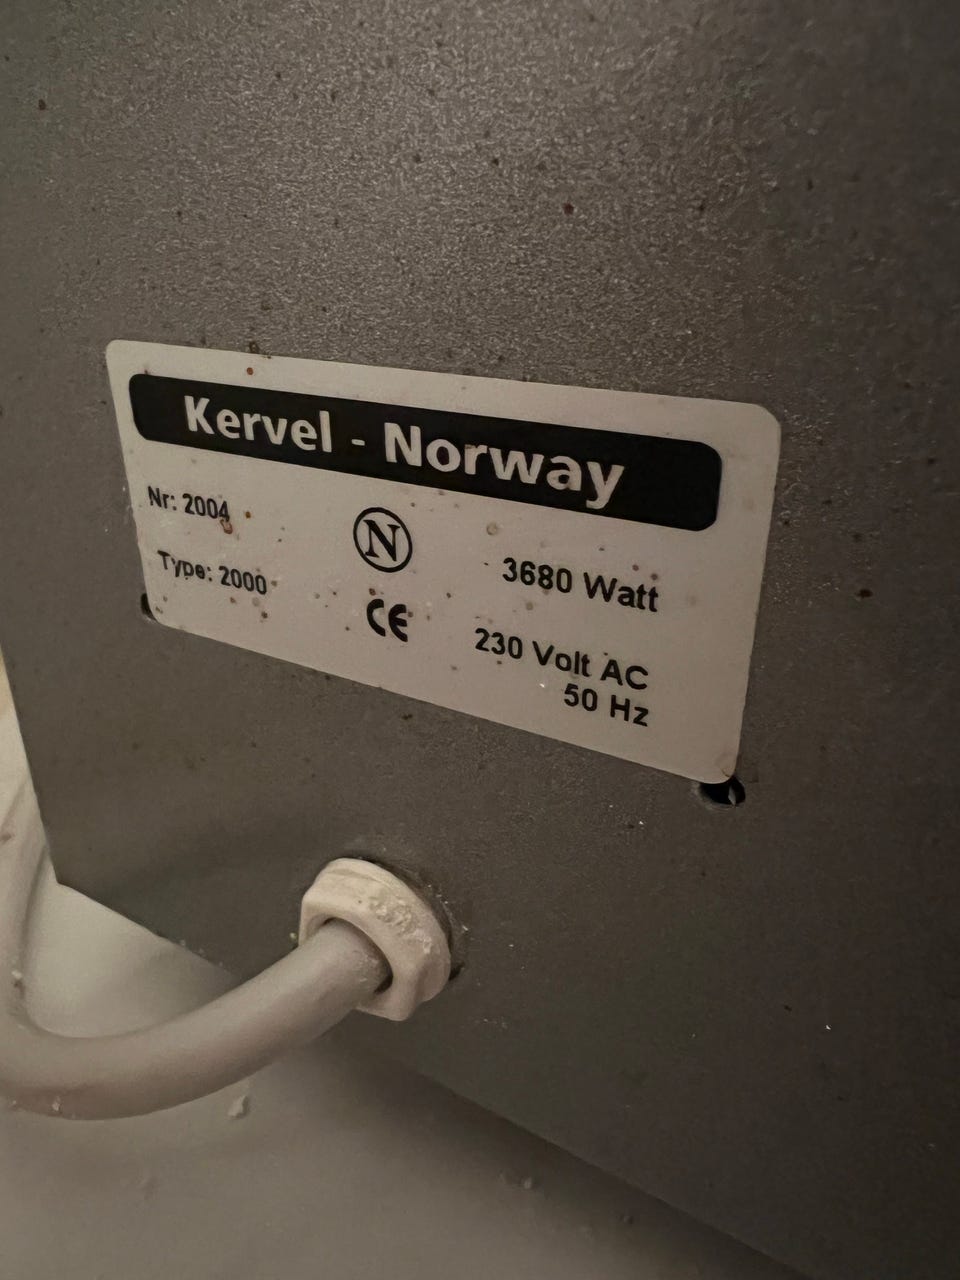 Kervel - Norway
Nr: 2004
N
3680 Watt
Type: 2000
CE
230 Volt AC
50 Hz